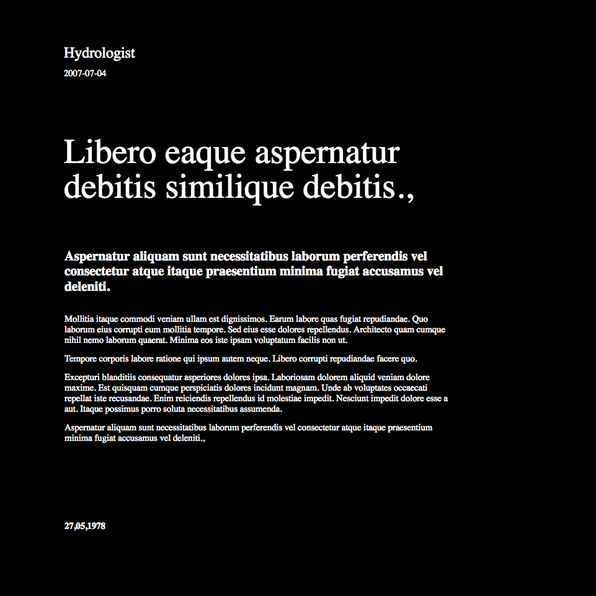 Hydrologist
2007-07-04
Libero eaque aspernatur
debitis similique debitis.,
Aspernatur aliquam sunt necessitatibus laborum perferendis vel
consectetur atque itaque praesentium minima fugiat accusamus vel
deleniti.
Mollitia itaque commodi veniam ullam est dignissimos. Earum labore quas fugiat repudiandae. Quo
laborum eius corrupti eum mollitia tempore. Sed eius esse dolores repellendus. Architecto quam cumque
nihil nemo laborum quaerat. Minima eos iste ipsam voluptatum facilis non ut.
Tempore corporis labore ratione qui ipsum autem neque. Libero corrupti repudiandae facere quo.
Excepturi blanditiis consequatur asperiores dolores ipsa. Laboriosam dolorem aliquid veniam dolore
maxime. Est quisquam cumque perspiciatis dolores incidunt magnam. Unde ab voluptates occaecati
repellat iste recusandae. Enim reiciendis repellendus id molestiae impedit. Nesciunt impedit dolore esse a
aut. Itaque possimus porro soluta necessitatibus assumenda.
Aspernatur aliquam sunt necessitatibus laborum perferendis vel consectetur atque itaque praesentium
minima fugiat accusamus vel deleniti.,
27,05,1978